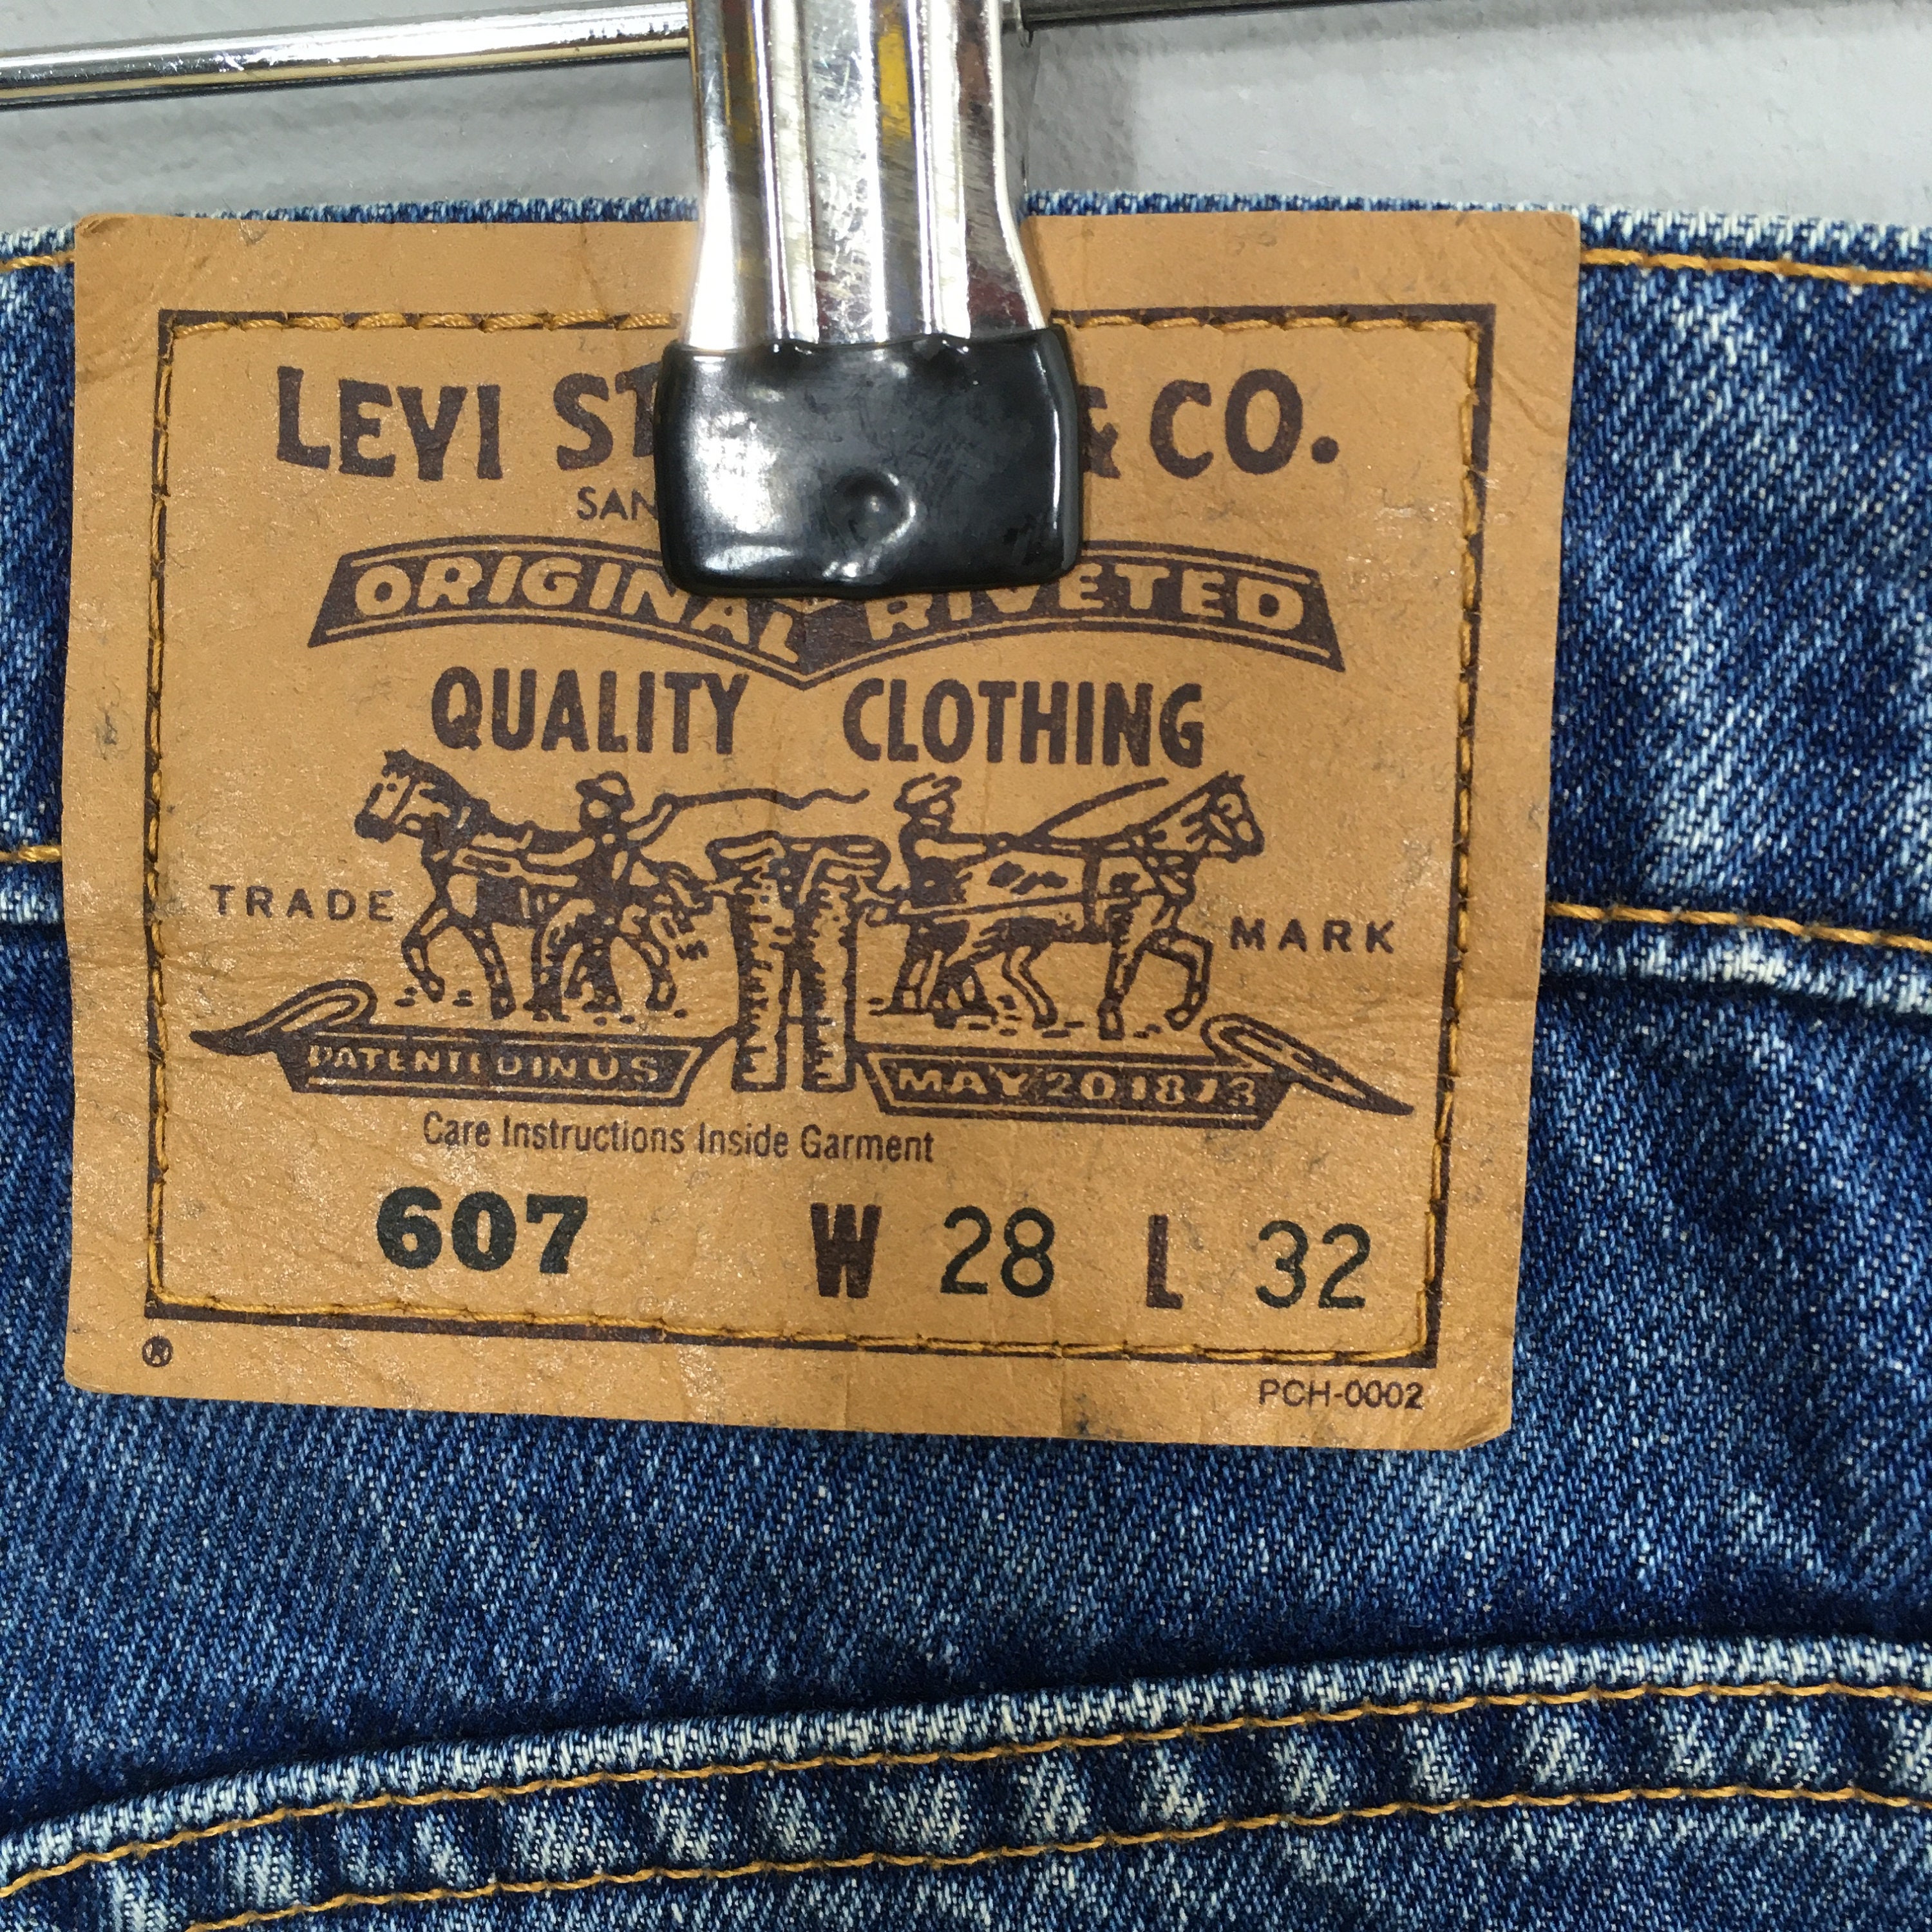 LEVI ST & CO.
SAN
ORIGINAL RIVETED
QUALITY CLOTHING
TRADE MARK
PATENTED IN U S MAY 20 1873
Care Instructions Inside Garment
607 W 28 L 32
®
PCH-0002